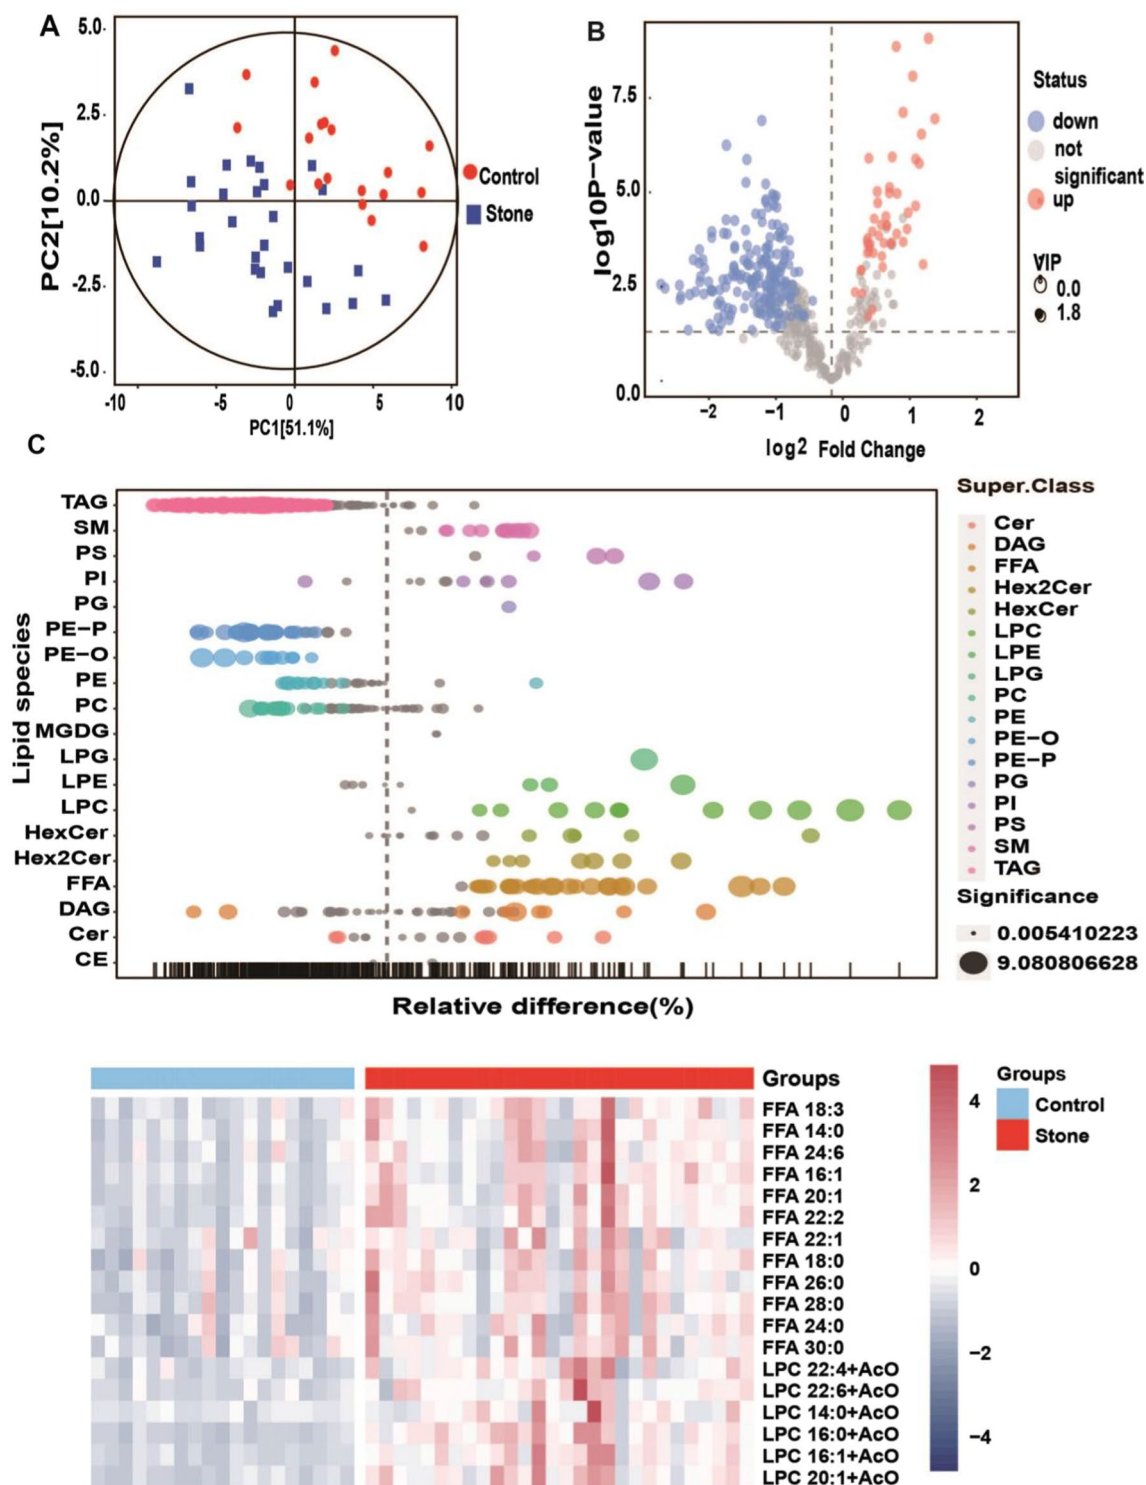 A
5.0
2.5
0.0
-2.5
-5.0
PC2[10.2%]
-10
-5
0
5
10
PC1[51.1%]
Control
Stone
B
7.5
5.0
2.5
0.0
log10P-value
-2
-1
0
1
2
log2 Fold Change
Status
down
not
significant
up
VIP
0.0
1.8
C
Lipid species
TAG
SM
PS
PI
PG
PE-P
PE-O
PE
PC
MGDG
LPG
LPE
LPC
HexCer
Hex2Cer
FFA
DAG
Cer
CE
Relative difference(%)
Super.Class
Cer
DAG
FFA
Hex2Cer
HexCer
LPC
LPE
LPG
PC
PE
PE-O
PE-P
PG
PI
PS
SM
TAG
Significance
0.005410223
9.080806628
Groups
FFA 18:3
FFA 14:0
FFA 24:6
FFA 16:1
FFA 20:1
FFA 22:2
FFA 22:1
FFA 18:0
FFA 26:0
FFA 28:0
FFA 24:0
FFA 30:0
LPC 22:4+AcO
LPC 22:6+AcO
LPC 14:0+AcO
LPC 16:0+AcO
LPC 16:1+AcO
LPC 20:1+AcO
4
2
0
-2
-4
Groups
Control
Stone